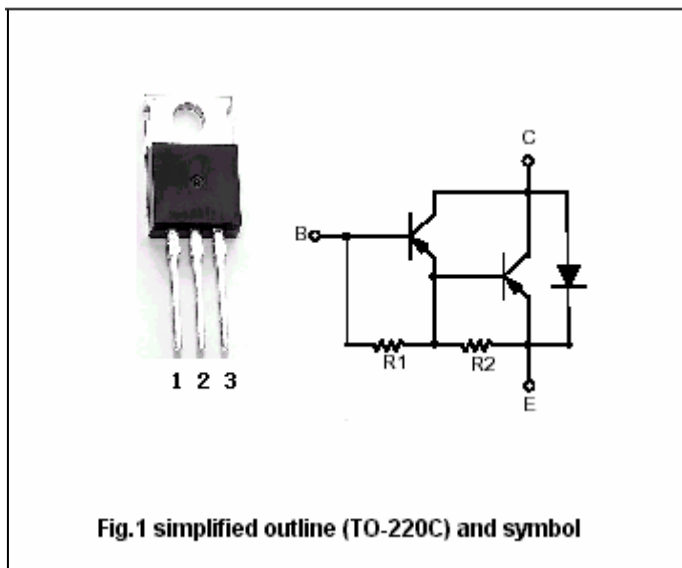 C
B
R1
R2
E
1 2 3
Fig.1 simplified outline (TO-220C) and symbol